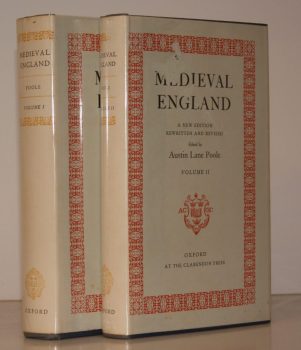 MEDIEVAL
ENGLAND
POOLE
VOLUME I
OXFORD
MEDIEVAL
ENGLAND
A NEW EDITION
REWRITTEN AND REVISED
Edited by
Austin Lane Poole
VOLUME II
OXFORD
AT THE CLARENDON PRESS
OXFORD